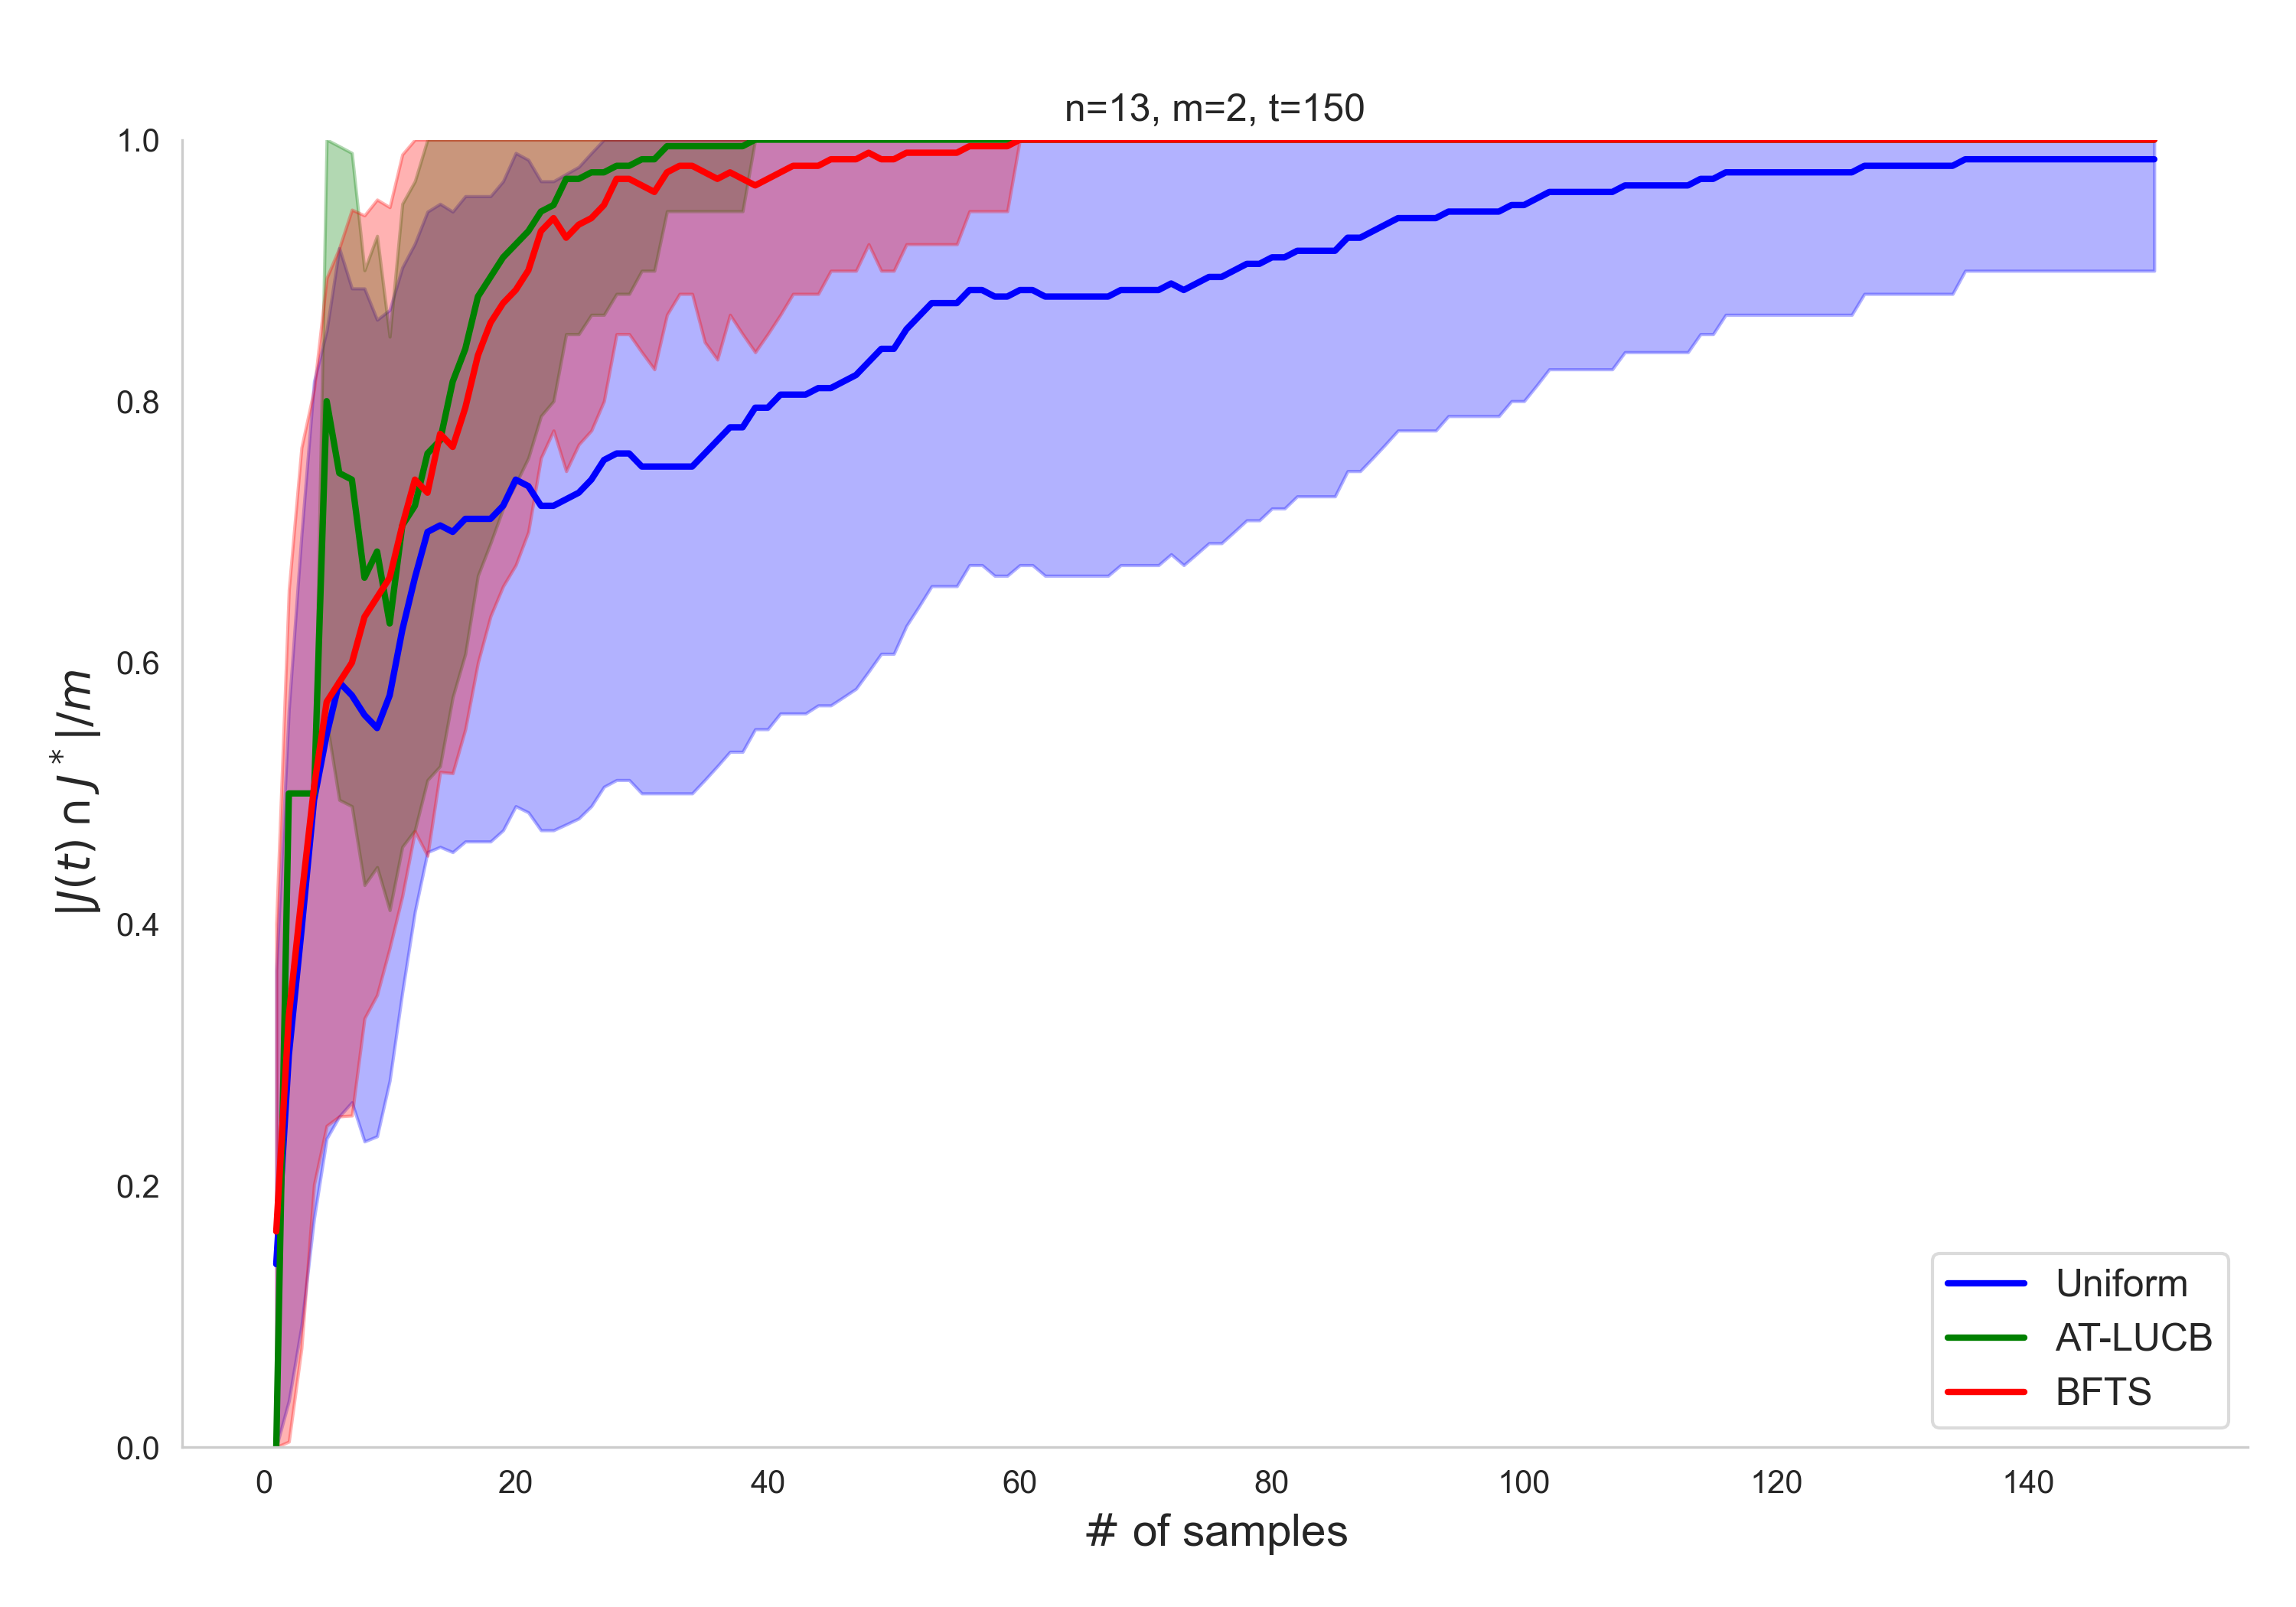 n=13, m=2, t=150
1.0
0.8
0.6
0.4
0.2
0.0
|J(t) ∩ J*|/m
0 20 40 60 80 100 120 140
# of samples
Uniform
AT-LUCB
BFTS